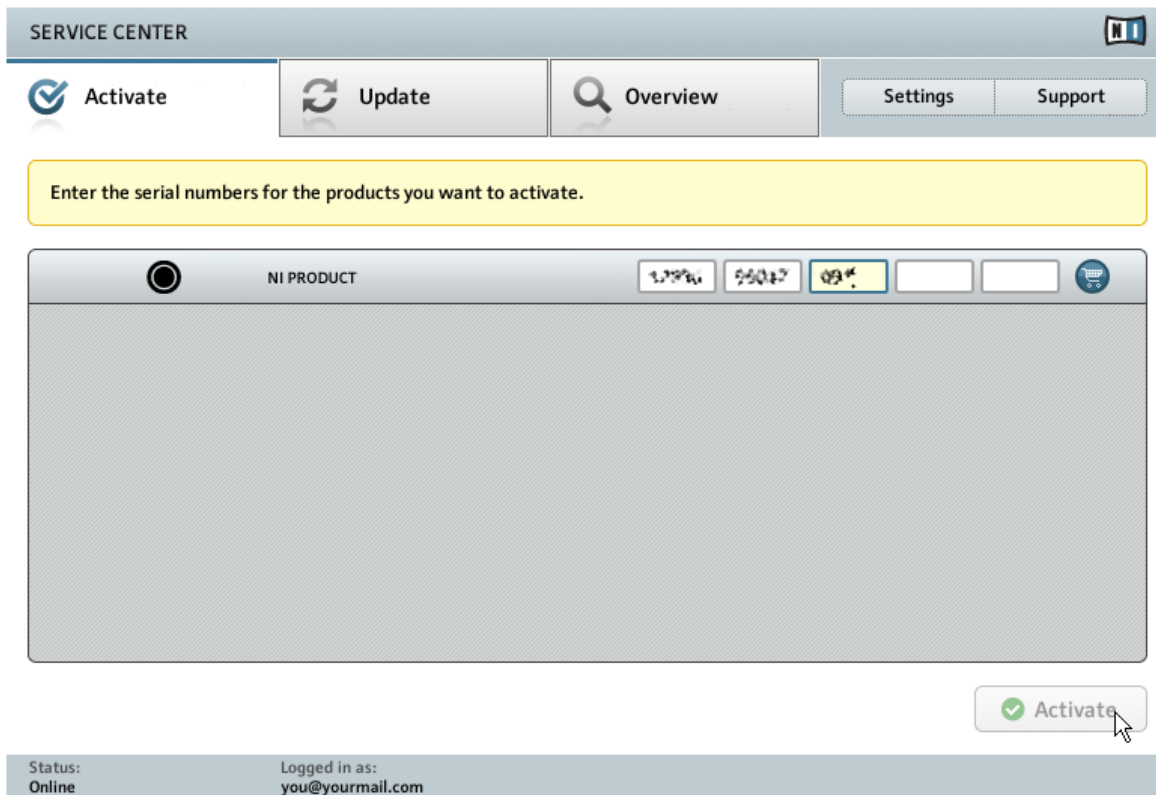 SERVICE CENTER
NI
Activate
Update
Overview
Settings
Support
Enter the serial numbers for the products you want to activate.
NI PRODUCT
Activate
Status:
Logged in as:
Online
you@yourmail.com